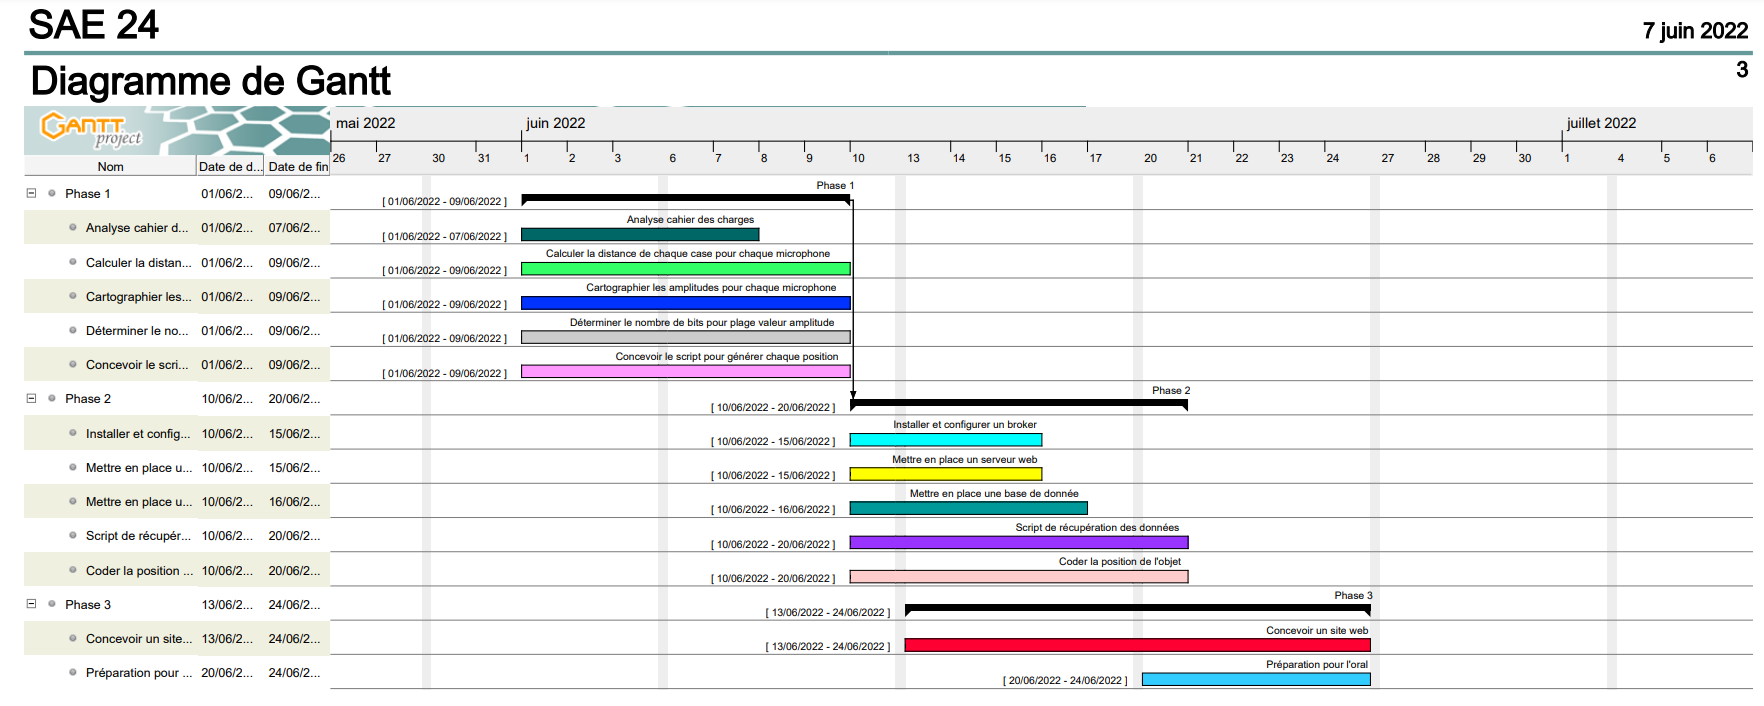 SAE 24
7 juin 2022
Diagramme de Gantt
3
GANTT project
mai 2022 juin 2022 juillet 2022
26 27 30 31 1 2 3 6 7 8 9 10 13 14 15 16 17 20 21 22 23 24 27 28 29 30 1 4 5 6
Nom Date de d... Date de fin
Phase 1 01/06/2... 09/06/2... [ 01/06/2022 - 09/06/2022 ] Phase 1
Analyse cahier d... 01/06/2... 07/06/2... [ 01/06/2022 - 07/06/2022 ] Analyse cahier des charges
Calculer la distan... 01/06/2... 09/06/2... [ 01/06/2022 - 09/06/2022 ] Calculer la distance de chaque case pour chaque microphone
Cartographier les... 01/06/2... 09/06/2... [ 01/06/2022 - 09/06/2022 ] Cartographier les amplitudes pour chaque microphone
Déterminer le no... 01/06/2... 09/06/2... [ 01/06/2022 - 09/06/2022 ] Déterminer le nombre de bits pour plage valeur amplitude
Concevoir le scri... 01/06/2... 09/06/2... [ 01/06/2022 - 09/06/2022 ] Concevoir le script pour générer chaque position
Phase 2 10/06/2... 20/06/2... [ 10/06/2022 - 20/06/2022 ] Phase 2
Installer et config... 10/06/2... 15/06/2... [ 10/06/2022 - 15/06/2022 ] Installer et configurer un broker
Mettre en place u... 10/06/2... 15/06/2... [ 10/06/2022 - 15/06/2022 ] Mettre en place un serveur web
Mettre en place u... 10/06/2... 16/06/2... [ 10/06/2022 - 16/06/2022 ] Mettre en place une base de donnée
Script de récupér... 10/06/2... 20/06/2... [ 10/06/2022 - 20/06/2022 ] Script de récupération des données
Coder la position ... 10/06/2... 20/06/2... [ 10/06/2022 - 20/06/2022 ] Coder la position de l'objet
Phase 3 13/06/2... 24/06/2... [ 13/06/2022 - 24/06/2022 ] Phase 3
Concevoir un site... 13/06/2... 24/06/2... [ 13/06/2022 - 24/06/2022 ] Concevoir un site web
Préparation pour ... 20/06/2... 24/06/2... [ 20/06/2022 - 24/06/2022 ] Préparation pour l'oral